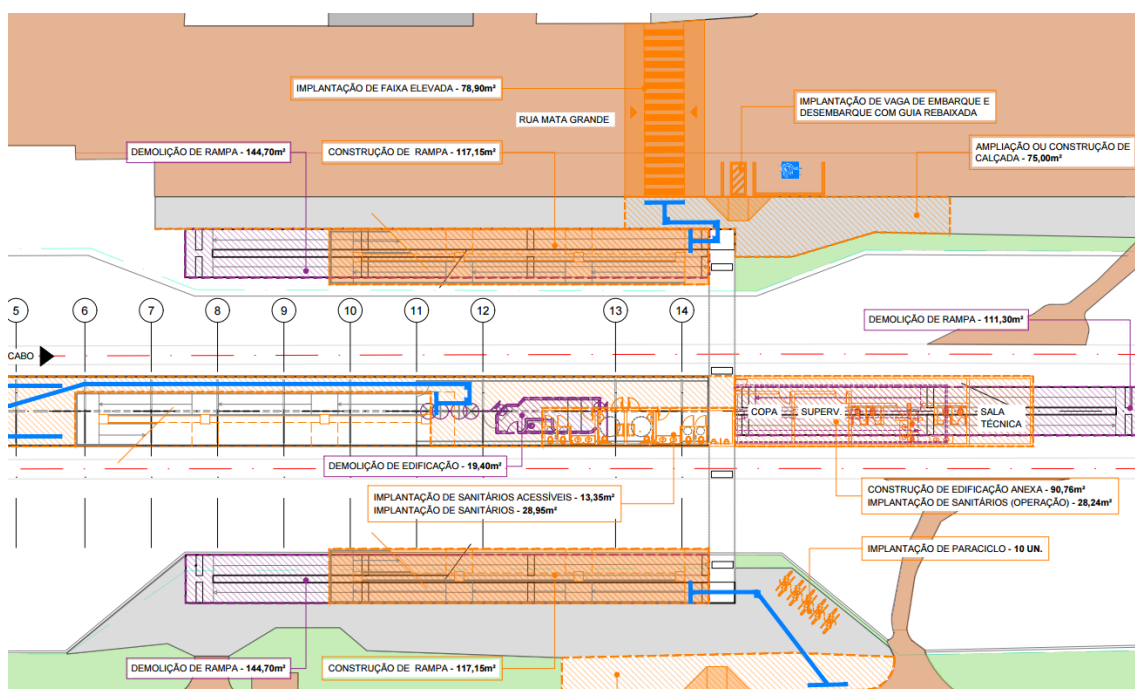 IMPLANTAÇÃO DE FAIXA ELEVADA - 78,90m²
IMPLANTAÇÃO DE VAGA DE EMBARQUE E
DESEMBARQUE COM GUIA REBAIXADA
RUA MATA GRANDE
DEMOLIÇÃO DE RAMPA - 144,70m²
CONSTRUÇÃO DE RAMPA - 117,15m²
AMPLIAÇÃO OU CONSTRUÇÃO DE
CALÇADA - 75,00m²
5
6
7
8
9
10
11
12
13
14
DEMOLIÇÃO DE RAMPA - 111,30m²
CABO
COPA
SUPERV.
SALA
TÉCNICA
DEMOLIÇÃO DE EDIFICAÇÃO - 19,40m²
IMPLANTAÇÃO DE SANITÁRIOS ACESSÍVEIS - 13,35m²
IMPLANTAÇÃO DE SANITÁRIOS - 28,95m²
CONSTRUÇÃO DE EDIFICAÇÃO ANEXA - 90,76m²
IMPLANTAÇÃO DE SANITÁRIOS (OPERAÇÃO) - 28,24m²
IMPLANTAÇÃO DE PARACICLO - 10 UN.
DEMOLIÇÃO DE RAMPA - 144,70m²
CONSTRUÇÃO DE RAMPA - 117,15m²